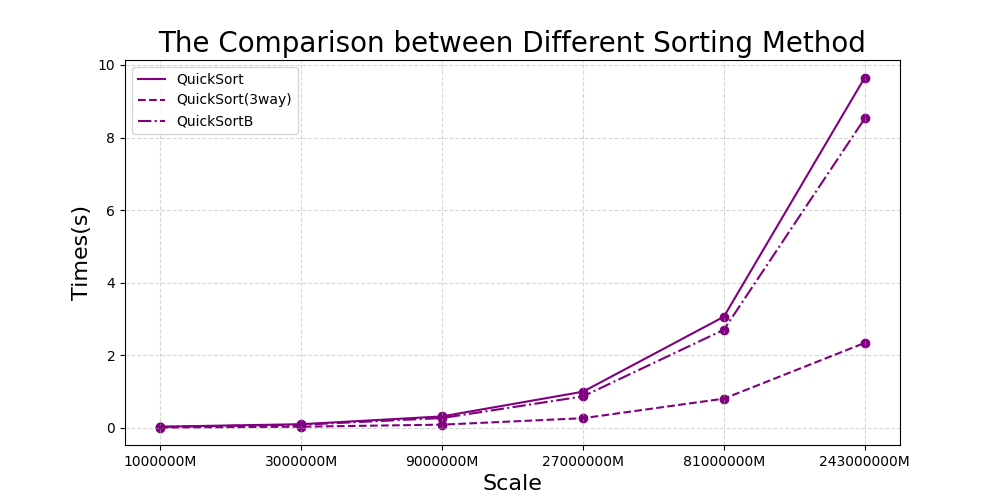 The Comparison between Different Sorting Method
QuickSort
QuickSort(3way)
QuickSortB
Times(s)
10
8
6
4
2
0
1000000M 3000000M 9000000M 27000000M 81000000M 243000000M
Scale